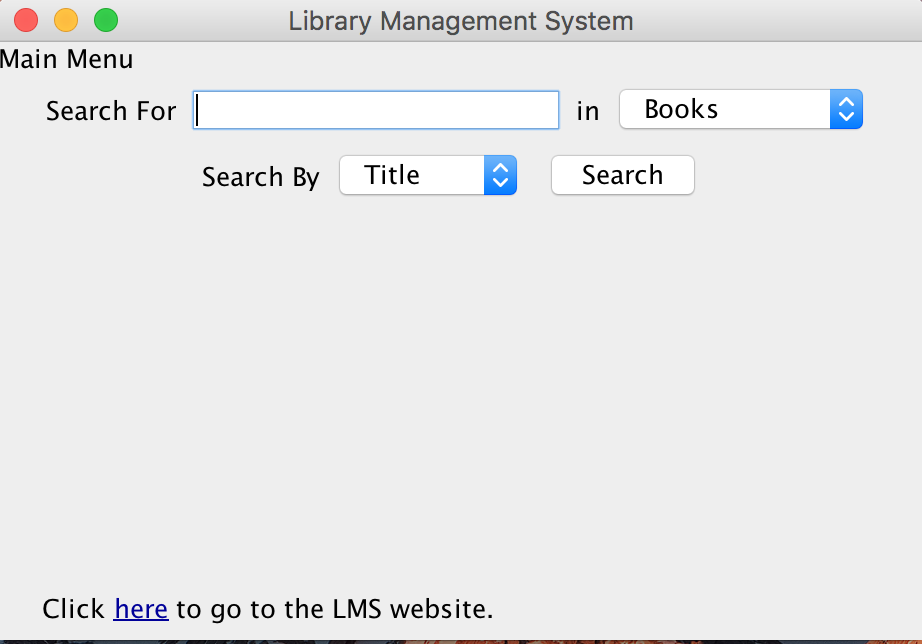 Library Management System
Main Menu
Search For in Books
Search By Title Search
Click here to go to the LMS website.